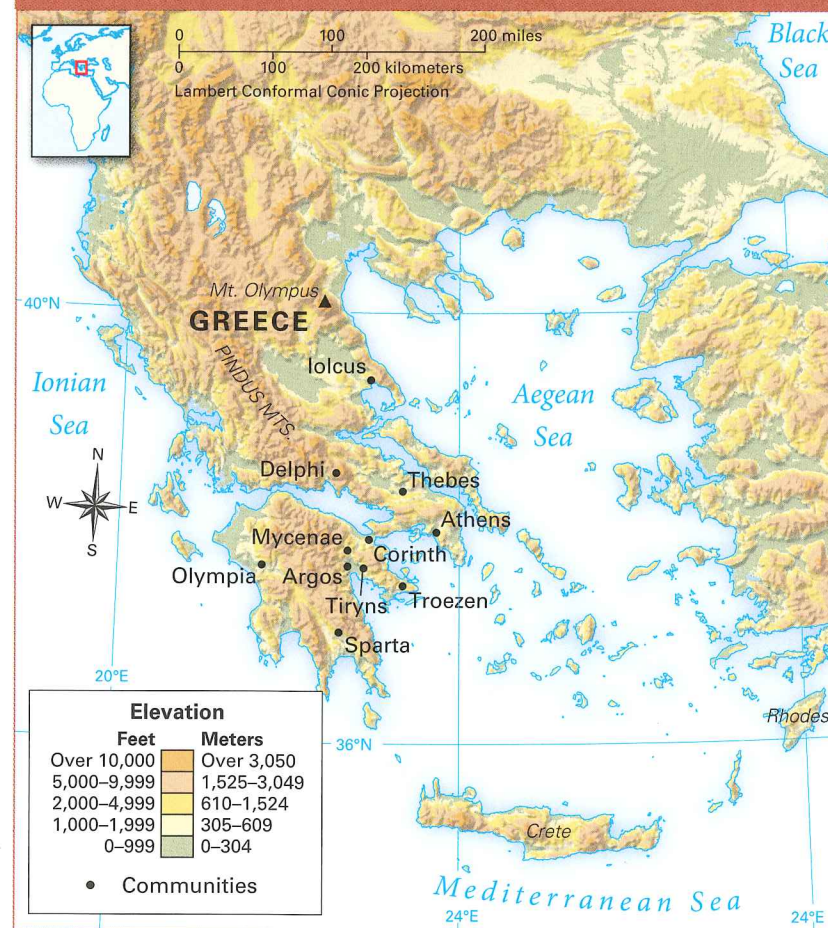 0 100 200 miles
0 100 200 kilometers
Lambert Conformal Conic Projection
Black
Sea
Mt. Olympus
40°N
GREECE
PINDUS MTS.
Iolcus
Ionian
Sea
Aegean
Sea
N
W E
S
Delphi
Thebes
Athens
Mycenae
Corinth
Olympia
Argos
Tiryns
Troezen
Sparta
20°E
Rhodes
36°N
Elevation
Feet Meters
Over 10,000 Over 3,050
5,000–9,999 1,525–3,049
2,000–4,999 610–1,524
1,000–1,999 305–609
0–999 0–304
Communities
Crete
Mediterranean Sea
24°E 24°E